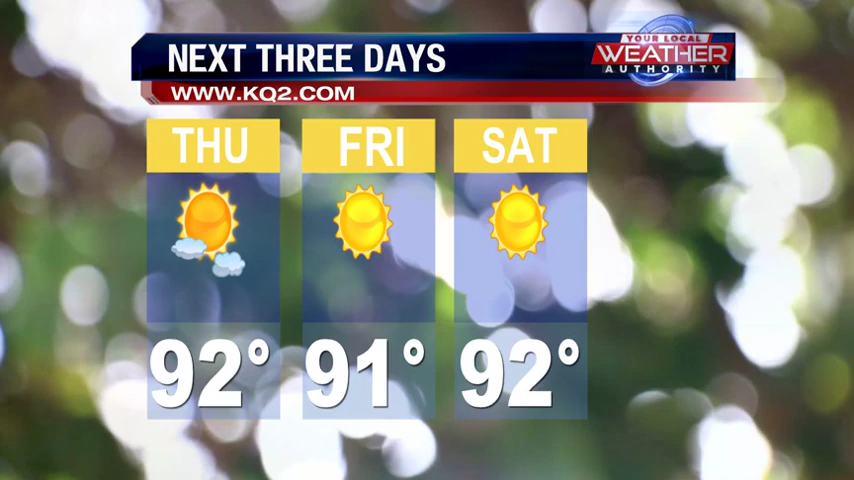 NEXT THREE DAYS
YOUR LOCAL
WEATHER
AUTHORITY
WWW.KQ2.COM
THU FRI SAT
92° 91° 92°